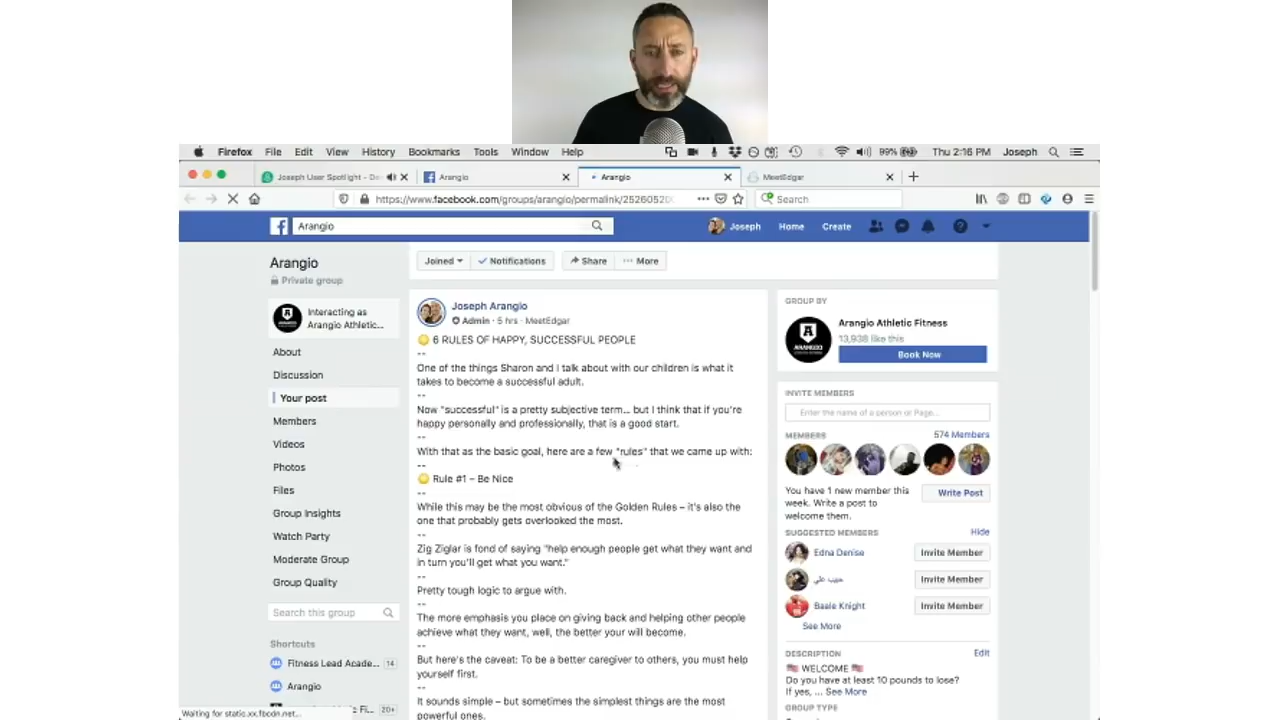 Firefox File Edit View History Bookmarks Tools Window Help 99% Thu 2:16 PM Joseph
Joseph User Spotlight - Arangio Arangio MeetEdgar
https://www.facebook.com/groups/arangio/permalink/2526052 Search
Arangio Joseph Home Create
Arangio
Private group
Interacting as
Arangio Athletic...
About
Discussion
Your post
Members
Videos
Photos
Files
Group Insights
Watch Party
Moderate Group
Group Quality
Search this group
Shortcuts
Fitness Lead Acade... 14
Arangio
Fi... 20+
Waiting for static.xx.fbcdn.net...
Joined Notifications Share More
Joseph Arangio
Admin · 5 hrs · MeetEdgar
6 RULES OF HAPPY, SUCCESSFUL PEOPLE
--
One of the things Sharon and I talk about with our children is what it
takes to become a successful adult.
--
Now "successful" is a pretty subjective term... but I think that if you're
happy personally and professionally, that is a good start.
--
With that as the basic goal, here are a few "rules" that we came up with:
--
Rule #1 – Be Nice
--
While this may be the most obvious of the Golden Rules – it's also the
one that probably gets overlooked the most.
--
Zig Ziglar is fond of saying "help enough people get what they want and
in turn you'll get what you want."
--
Pretty tough logic to argue with.
--
The more emphasis you place on giving back and helping other people
achieve what they want, well, the better your will become.
--
But here's the caveat: To be a better caregiver to others, you must help
yourself first.
--
It sounds simple – but sometimes the simplest things are the most
powerful ones.
GROUP BY
Arangio Athletic Fitness
13,938 like this
Book Now
INVITE MEMBERS
Enter the name of a person or Page...
MEMBERS 574 Members
You have 1 new member this
week. Write a post to
welcome them.
Write Post
SUGGESTED MEMBERS Hide
Edna Denise Invite Member
حبيب علي Invite Member
Baale Knight Invite Member
See More
DESCRIPTION Edit
WELCOME
Do you have at least 10 pounds to lose?
If yes, ... See More
GROUP TYPE